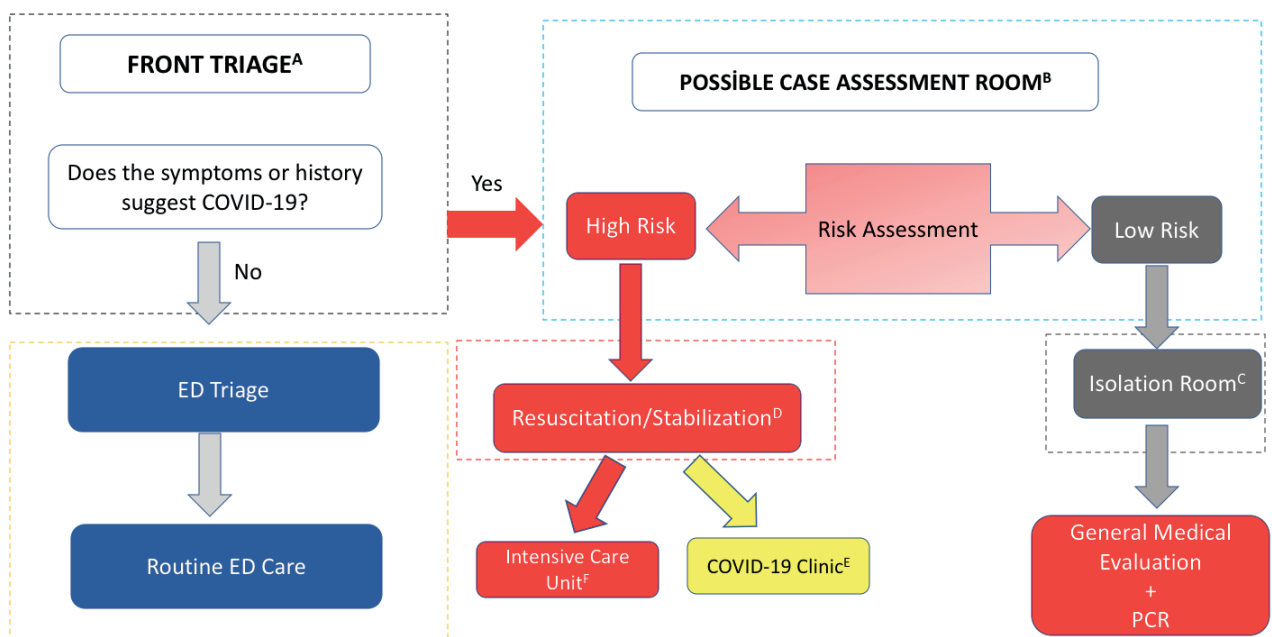 FRONT TRIAGEᴬ
Does the symptoms or history
suggest COVID-19?
Yes
No
ED Triage
Routine ED Care
POSSİBLE CASE ASSESSMENT ROOMᴮ
High Risk
Risk Assessment
Low Risk
Resuscitation/Stabilizationᴰ
Isolation Roomꟲ
Intensive Care
Unitꟳ
COVID-19 Clinicᴱ
General Medical
Evaluation
+
PCR